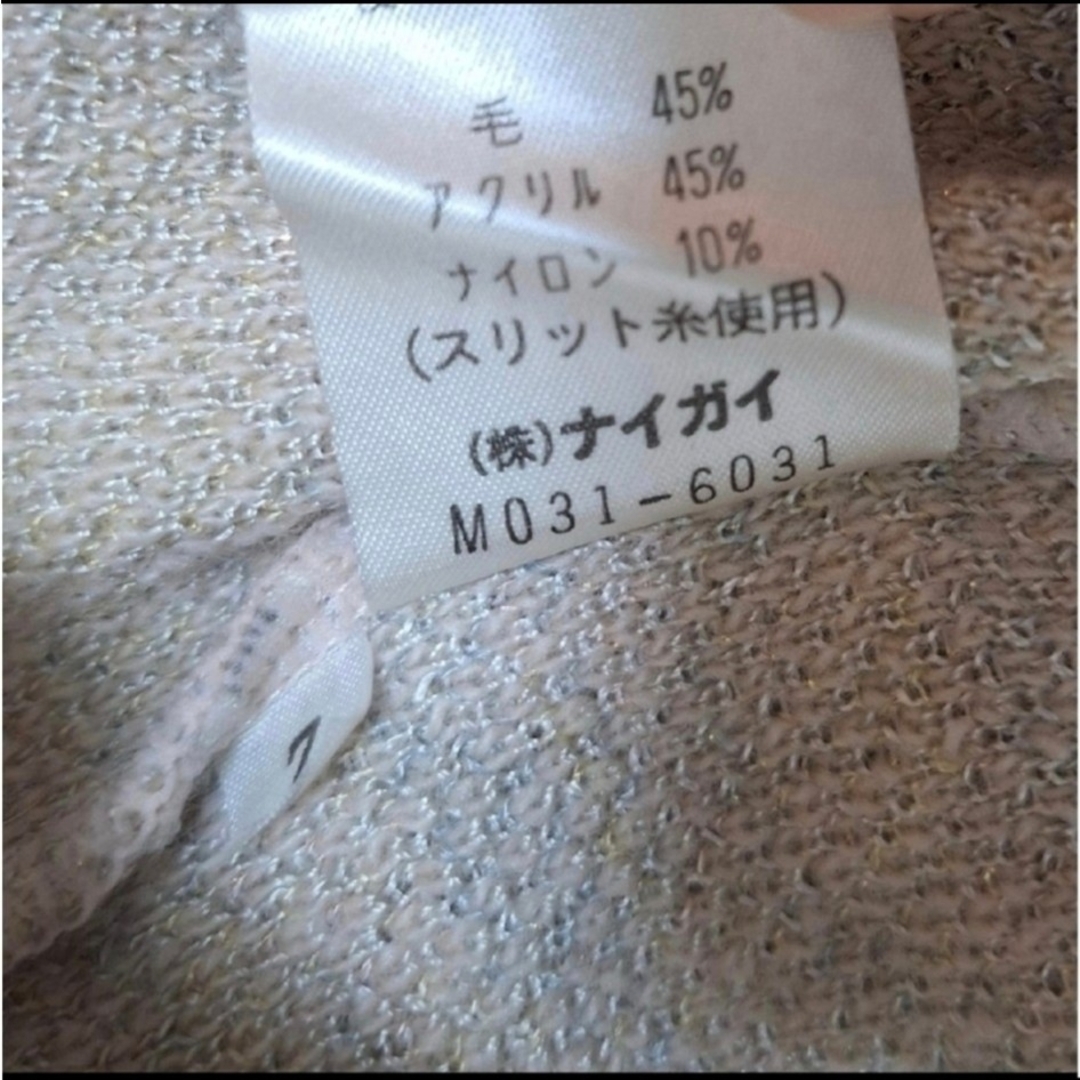 毛 45%
アクリル 45%
ナイロン 10%
(スリット糸使用)
(株)ナイガイ
M031-6031
7